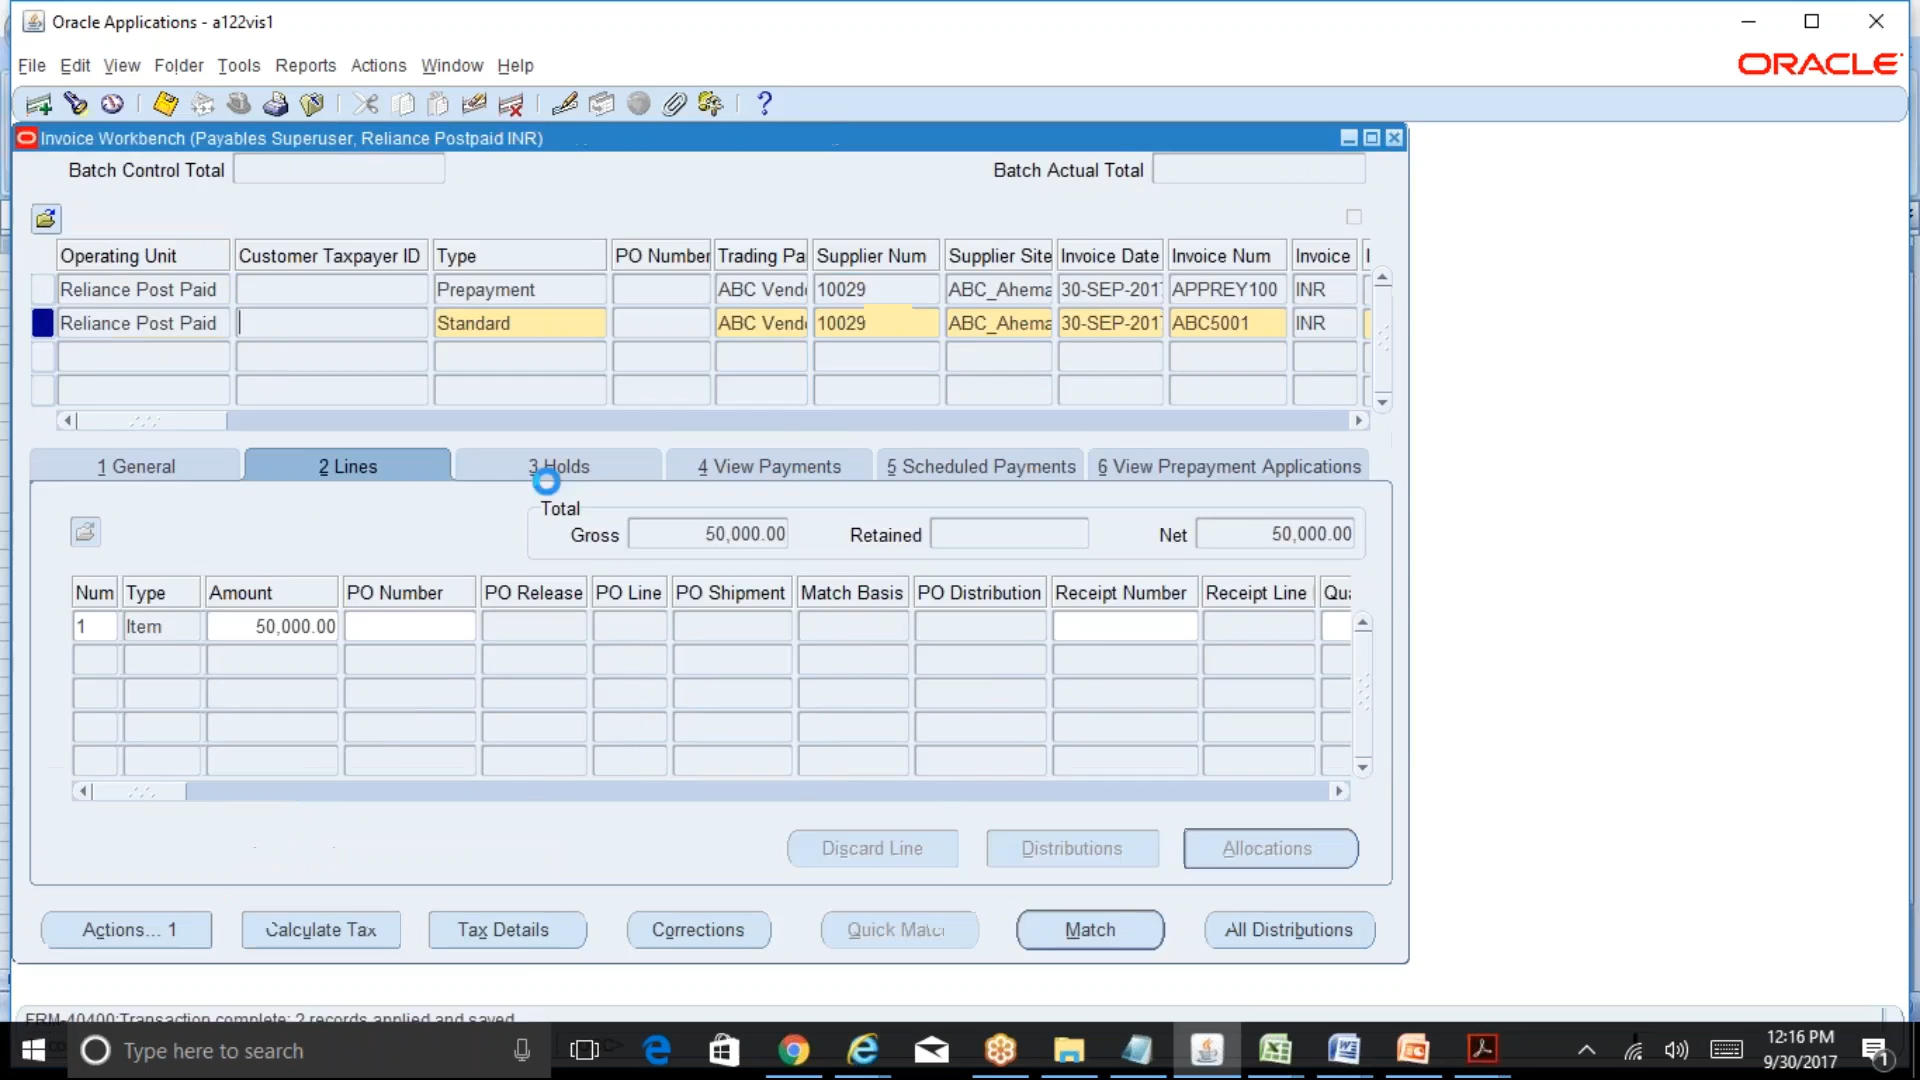 Oracle Applications - a122vis1
File Edit View Folder Tools Reports Actions Window Help
ORACLE
Invoice Workbench (Payables Superuser, Reliance Postpaid INR)
Batch Control Total
Batch Actual Total
Operating Unit Customer Taxpayer ID Type PO Number Trading Pa Supplier Num Supplier Site Invoice Date Invoice Num Invoice
Reliance Post Paid Prepayment ABC Vend 10029 ABC_Ahema 30-SEP-201 APPREY100 INR
Reliance Post Paid Standard ABC Vend 10029 ABC_Ahema 30-SEP-201 ABC5001 INR
1 General 2 Lines 3 Holds 4 View Payments 5 Scheduled Payments 6 View Prepayment Applications
Total
Gross 50,000.00 Retained Net 50,000.00
Num Type Amount PO Number PO Release PO Line PO Shipment Match Basis PO Distribution Receipt Number Receipt Line Qua
1 Item 50,000.00
Discard Line Distributions Allocations
Actions... 1 Calculate Tax Tax Details Corrections Quick Match Match All Distributions
FRM-40400:Transaction complete: 2 records applied and saved
Type here to search
12:16 PM
9/30/2017
1